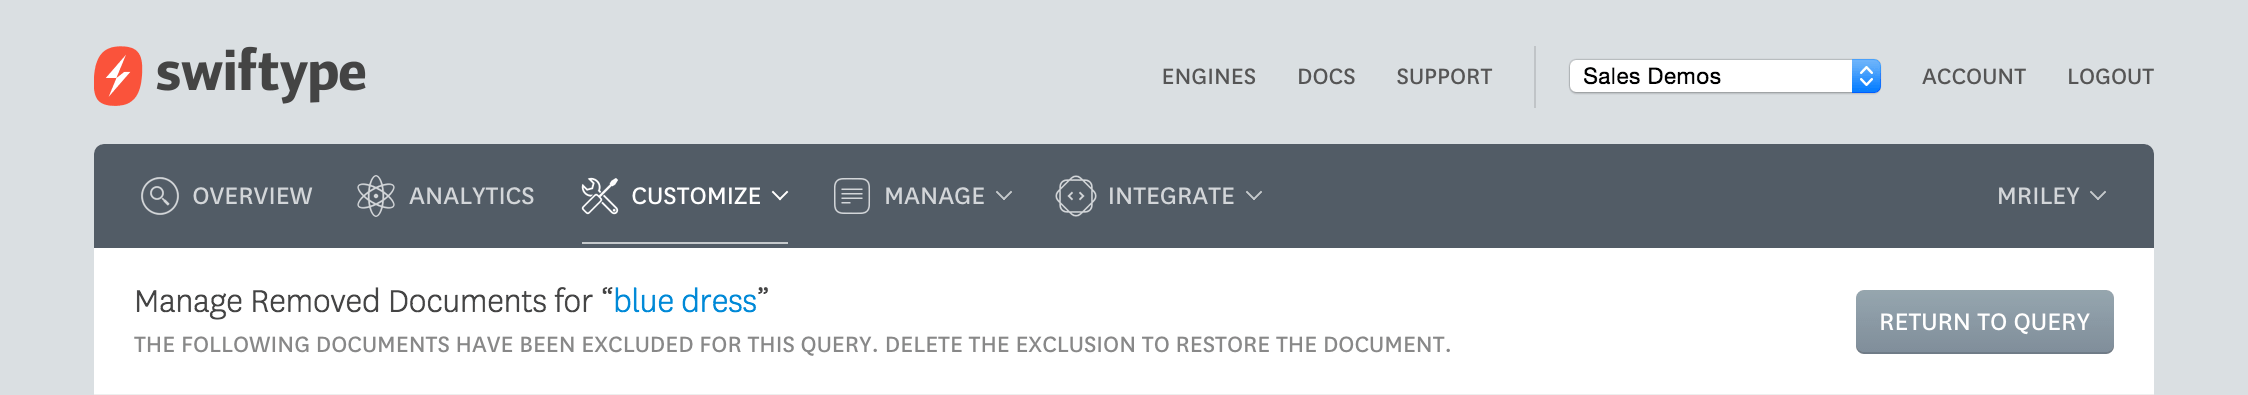 swiftype
ENGINES DOCS SUPPORT Sales Demos ACCOUNT LOGOUT
OVERVIEW ANALYTICS CUSTOMIZE MANAGE INTEGRATE MRILEY
Manage Removed Documents for “blue dress”
THE FOLLOWING DOCUMENTS HAVE BEEN EXCLUDED FOR THIS QUERY. DELETE THE EXCLUSION TO RESTORE THE DOCUMENT.
RETURN TO QUERY